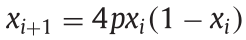 x_{i+1} = 4px_i(1 − x_i)